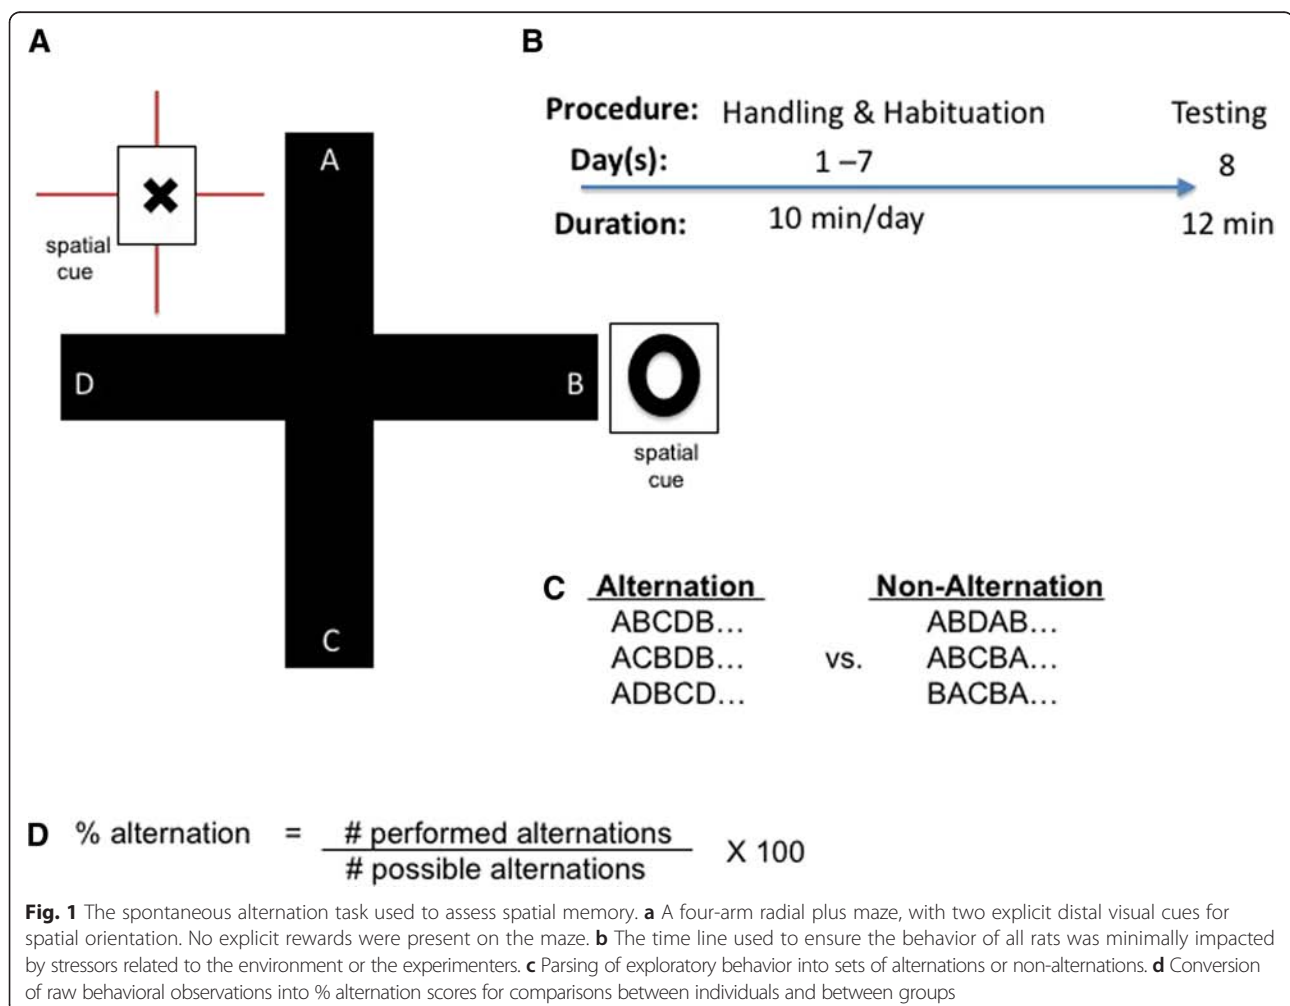 A
B
A
spatial
cue
D
B
C
O
spatial
cue
Procedure: Handling & Habituation Testing
Day(s): 1 –7 8
Duration: 10 min/day 12 min
C Alternation Non-Alternation
ABCDB... ABDAB...
ACBDB... vs. ABCBA...
ADBCD... BACBA...
D % alternation = # performed alternations
# possible alternations
X 100
Fig. 1 The spontaneous alternation task used to assess spatial memory. a A four-arm radial plus maze, with two explicit distal visual cues for
spatial orientation. No explicit rewards were present on the maze. b The time line used to ensure the behavior of all rats was minimally impacted
by stressors related to the environment or the experimenters. c Parsing of exploratory behavior into sets of alternations or non-alternations. d Conversion
of raw behavioral observations into % alternation scores for comparisons between individuals and between groups